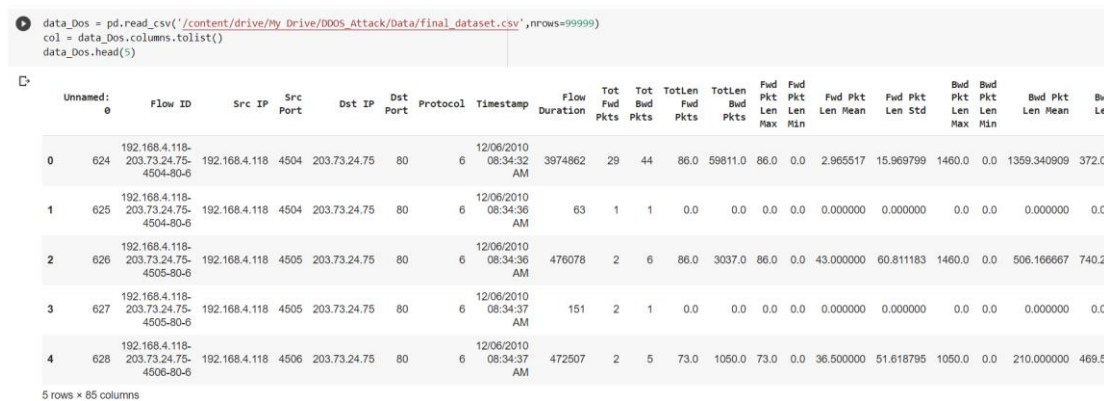 data_Dos = pd.read_csv('/content/drive/My Drive/DDOS_Attack/Data/final_dataset.csv',nrows=99999)
col = data_Dos.columns.tolist()
data_Dos.head(5)
Unnamed: 0 Flow ID Src IP Src Port Dst IP Dst Port Protocol Timestamp Flow Duration Tot Fwd Pkts Tot Bwd Pkts TotLen Fwd Pkts TotLen Bwd Pkts Fwd Pkt Len Max Fwd Pkt Len Min Fwd Pkt Len Mean Fwd Pkt Len Std Bwd Pkt Len Max Bwd Pkt Len Min Bwd Pkt Len Mean
0 624 192.168.4.118-203.73.24.75-4504-80-6 192.168.4.118 4504 203.73.24.75 80 6 12/06/2010 08:34:32 AM 3974862 29 44 86.0 59811.0 86.0 0.0 2.965517 15.969799 1460.0 0.0 1359.340909 372.0
1 625 192.168.4.118-203.73.24.75-4504-80-6 192.168.4.118 4504 203.73.24.75 80 6 12/06/2010 08:34:36 AM 63 1 1 0.0 0.0 0.0 0.0 0.000000 0.000000 0.0 0.0 0.000000 0.0
2 626 192.168.4.118-203.73.24.75-4505-80-6 192.168.4.118 4505 203.73.24.75 80 6 12/06/2010 08:34:36 AM 476078 2 6 86.0 3037.0 86.0 0.0 43.000000 60.811183 1460.0 0.0 506.166667 740.2
3 627 192.168.4.118-203.73.24.75-4505-80-6 192.168.4.118 4505 203.73.24.75 80 6 12/06/2010 08:34:37 AM 151 2 1 0.0 0.0 0.0 0.0 0.000000 0.000000 0.0 0.0 0.000000 0.0
4 628 192.168.4.118-203.73.24.75-4506-80-6 192.168.4.118 4506 203.73.24.75 80 6 12/06/2010 08:34:37 AM 472507 2 5 73.0 1050.0 73.0 0.0 36.500000 51.618795 1050.0 0.0 210.000000 469.5
5 rows × 85 columns